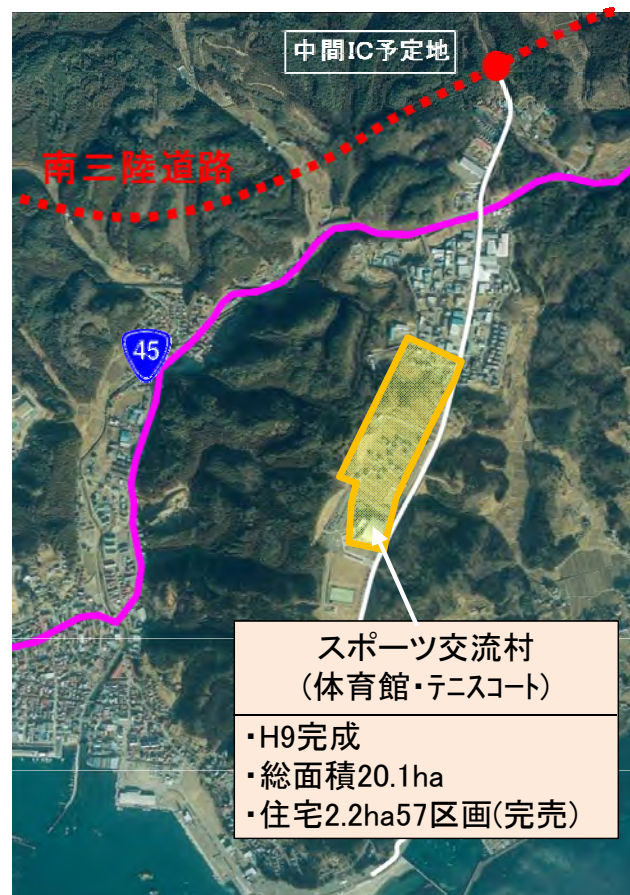 中間IC予定地
南三陸道路
45
スポーツ交流村
(体育館・テニスコート)
・H9完成
・総面積20.1ha
・住宅2.2ha57区画(完売)